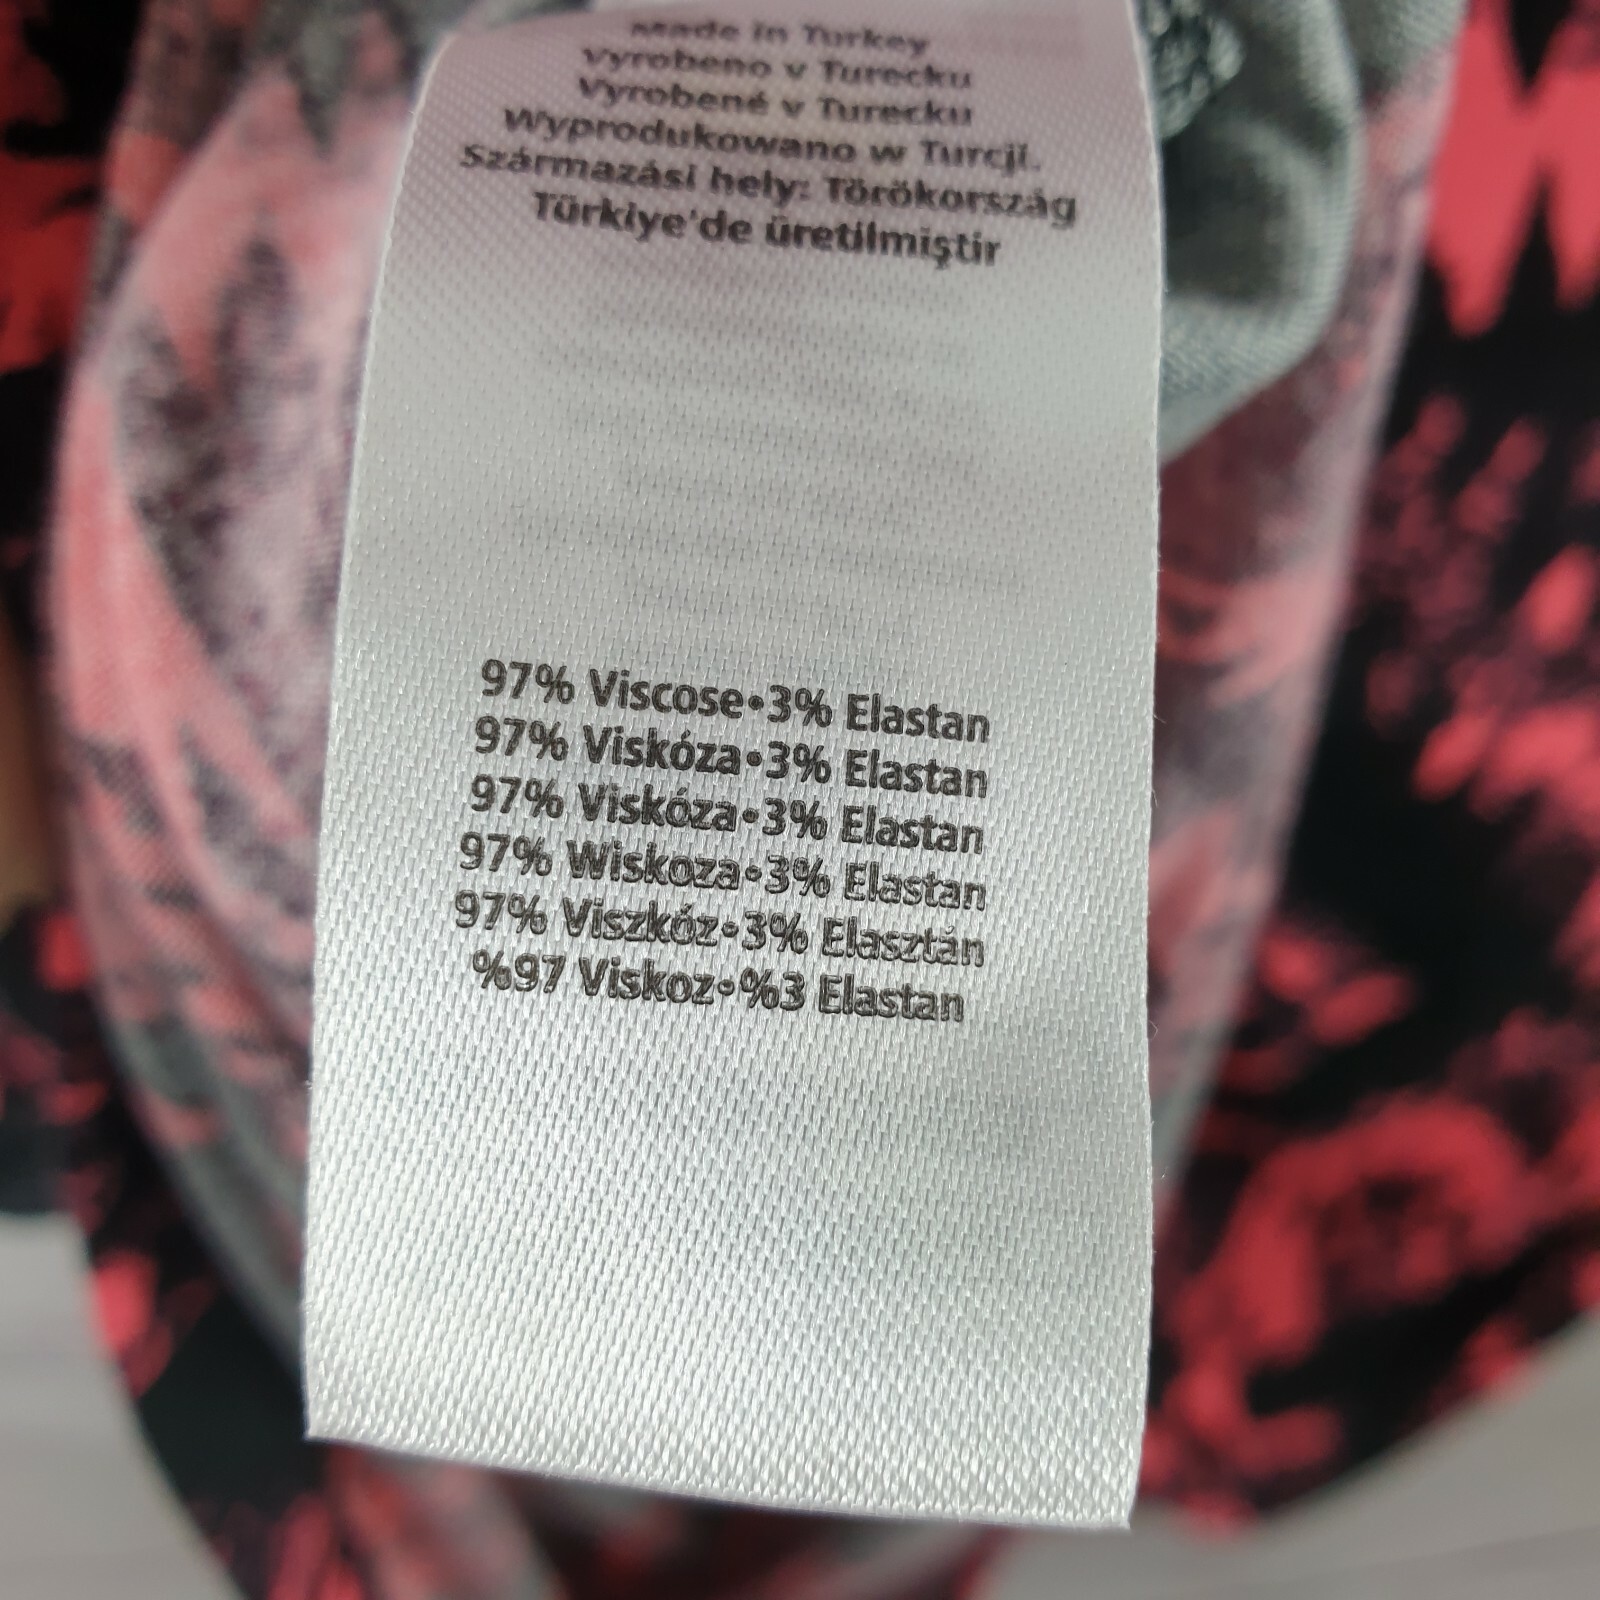 Made in Turkey
Vyrobeno v Turecku
Vyrobené v Turecku
Wyprodukowano w Turcji.
Származási hely: Törökország
Türkiye'de üretilmiştir
97% Viscose•3% Elastan
97% Viskóza•3% Elastan
97% Viskóza•3% Elastan
97% Wiskoza•3% Elastan
97% Viszkóz•3% Elasztán
%97 Viskoz•%3 Elastan